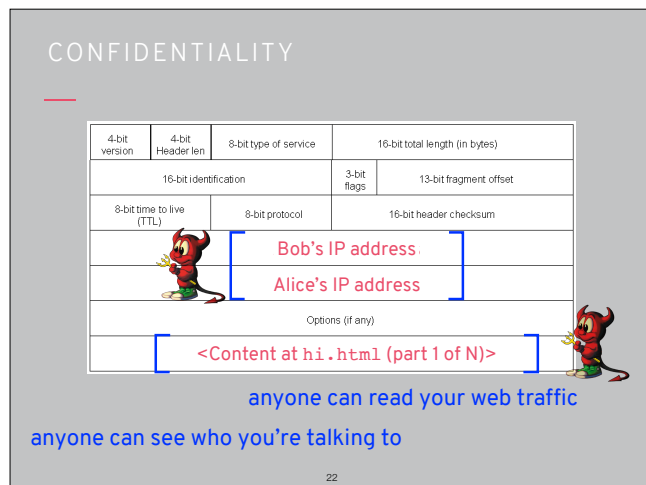 CONFIDENTIALITY
4-bit version
4-bit Header len
8-bit type of service
16-bit total length (in bytes)
16-bit identification
3-bit flags
13-bit fragment offset
8-bit time to live (TTL)
8-bit protocol
16-bit header checksum
Bob's IP address
Alice's IP address
Options (if any)
<Content at hi.html (part 1 of N)>
anyone can read your web traffic
anyone can see who you're talking to
22